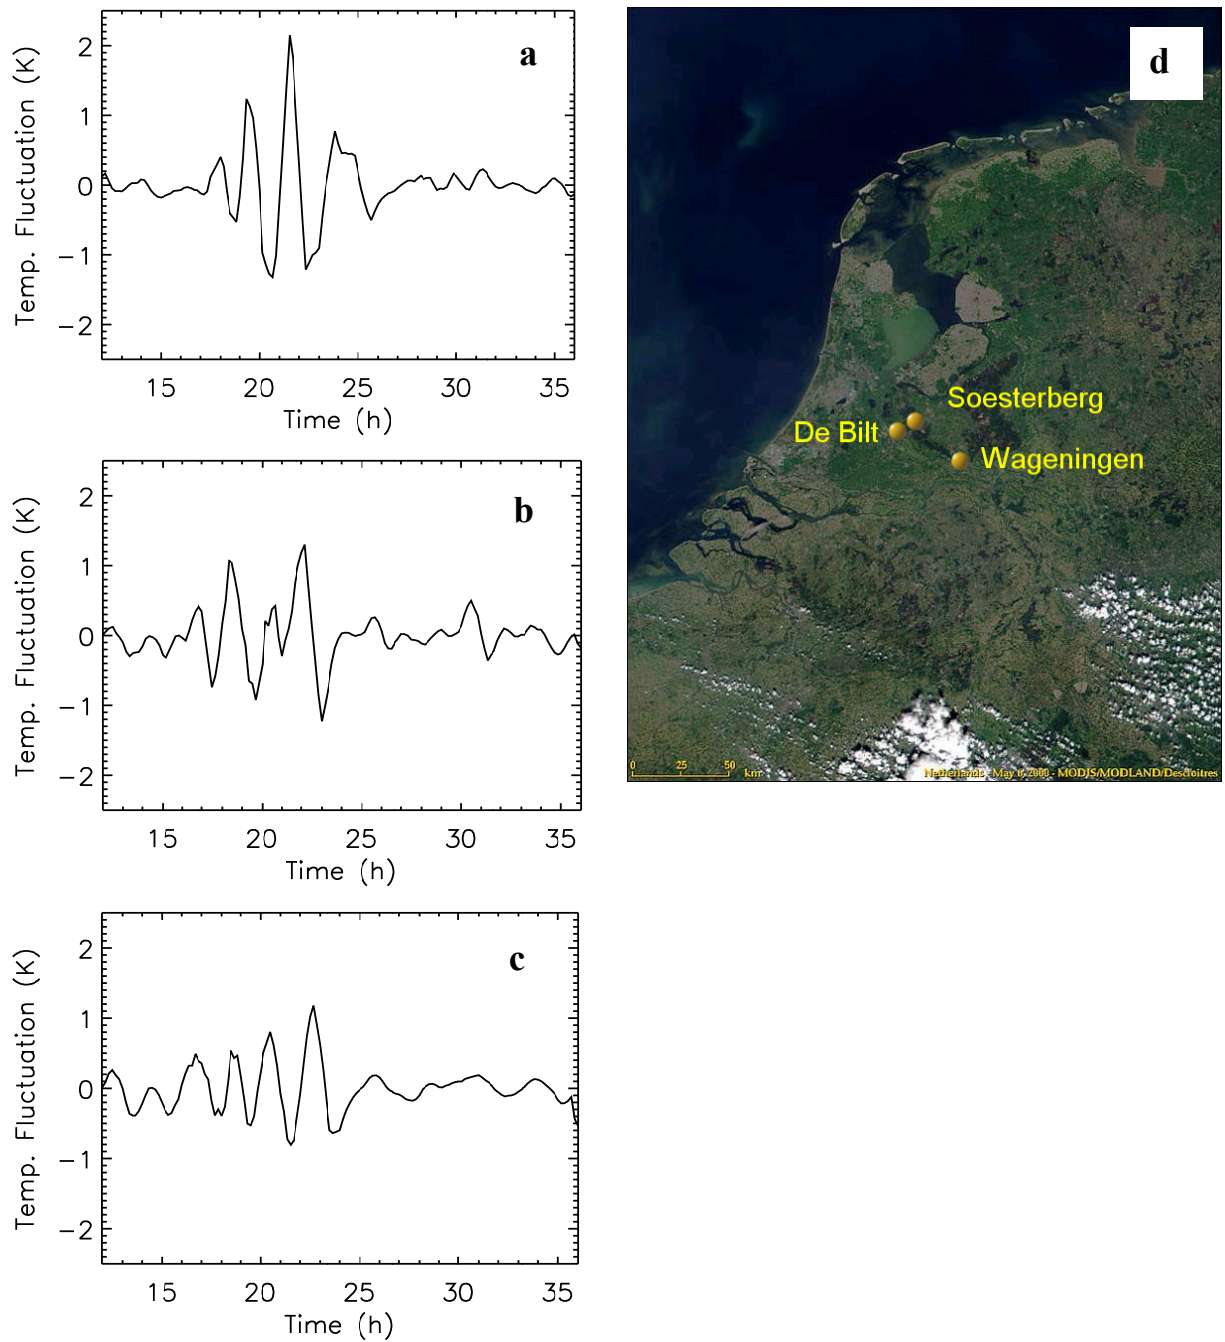 2
1
0
−1
−2
Temp. Fluctuation (K)
a
15 20 25 30 35
Time (h)
2
1
0
−1
−2
Temp. Fluctuation (K)
b
15 20 25 30 35
Time (h)
2
1
0
−1
−2
Temp. Fluctuation (K)
c
15 20 25 30 35
Time (h)
d
Soesterberg
De Bilt
Wageningen
0 25 50 km
Netherlands - May 6, 2000 - MODIS/MODLAND/Descloitres